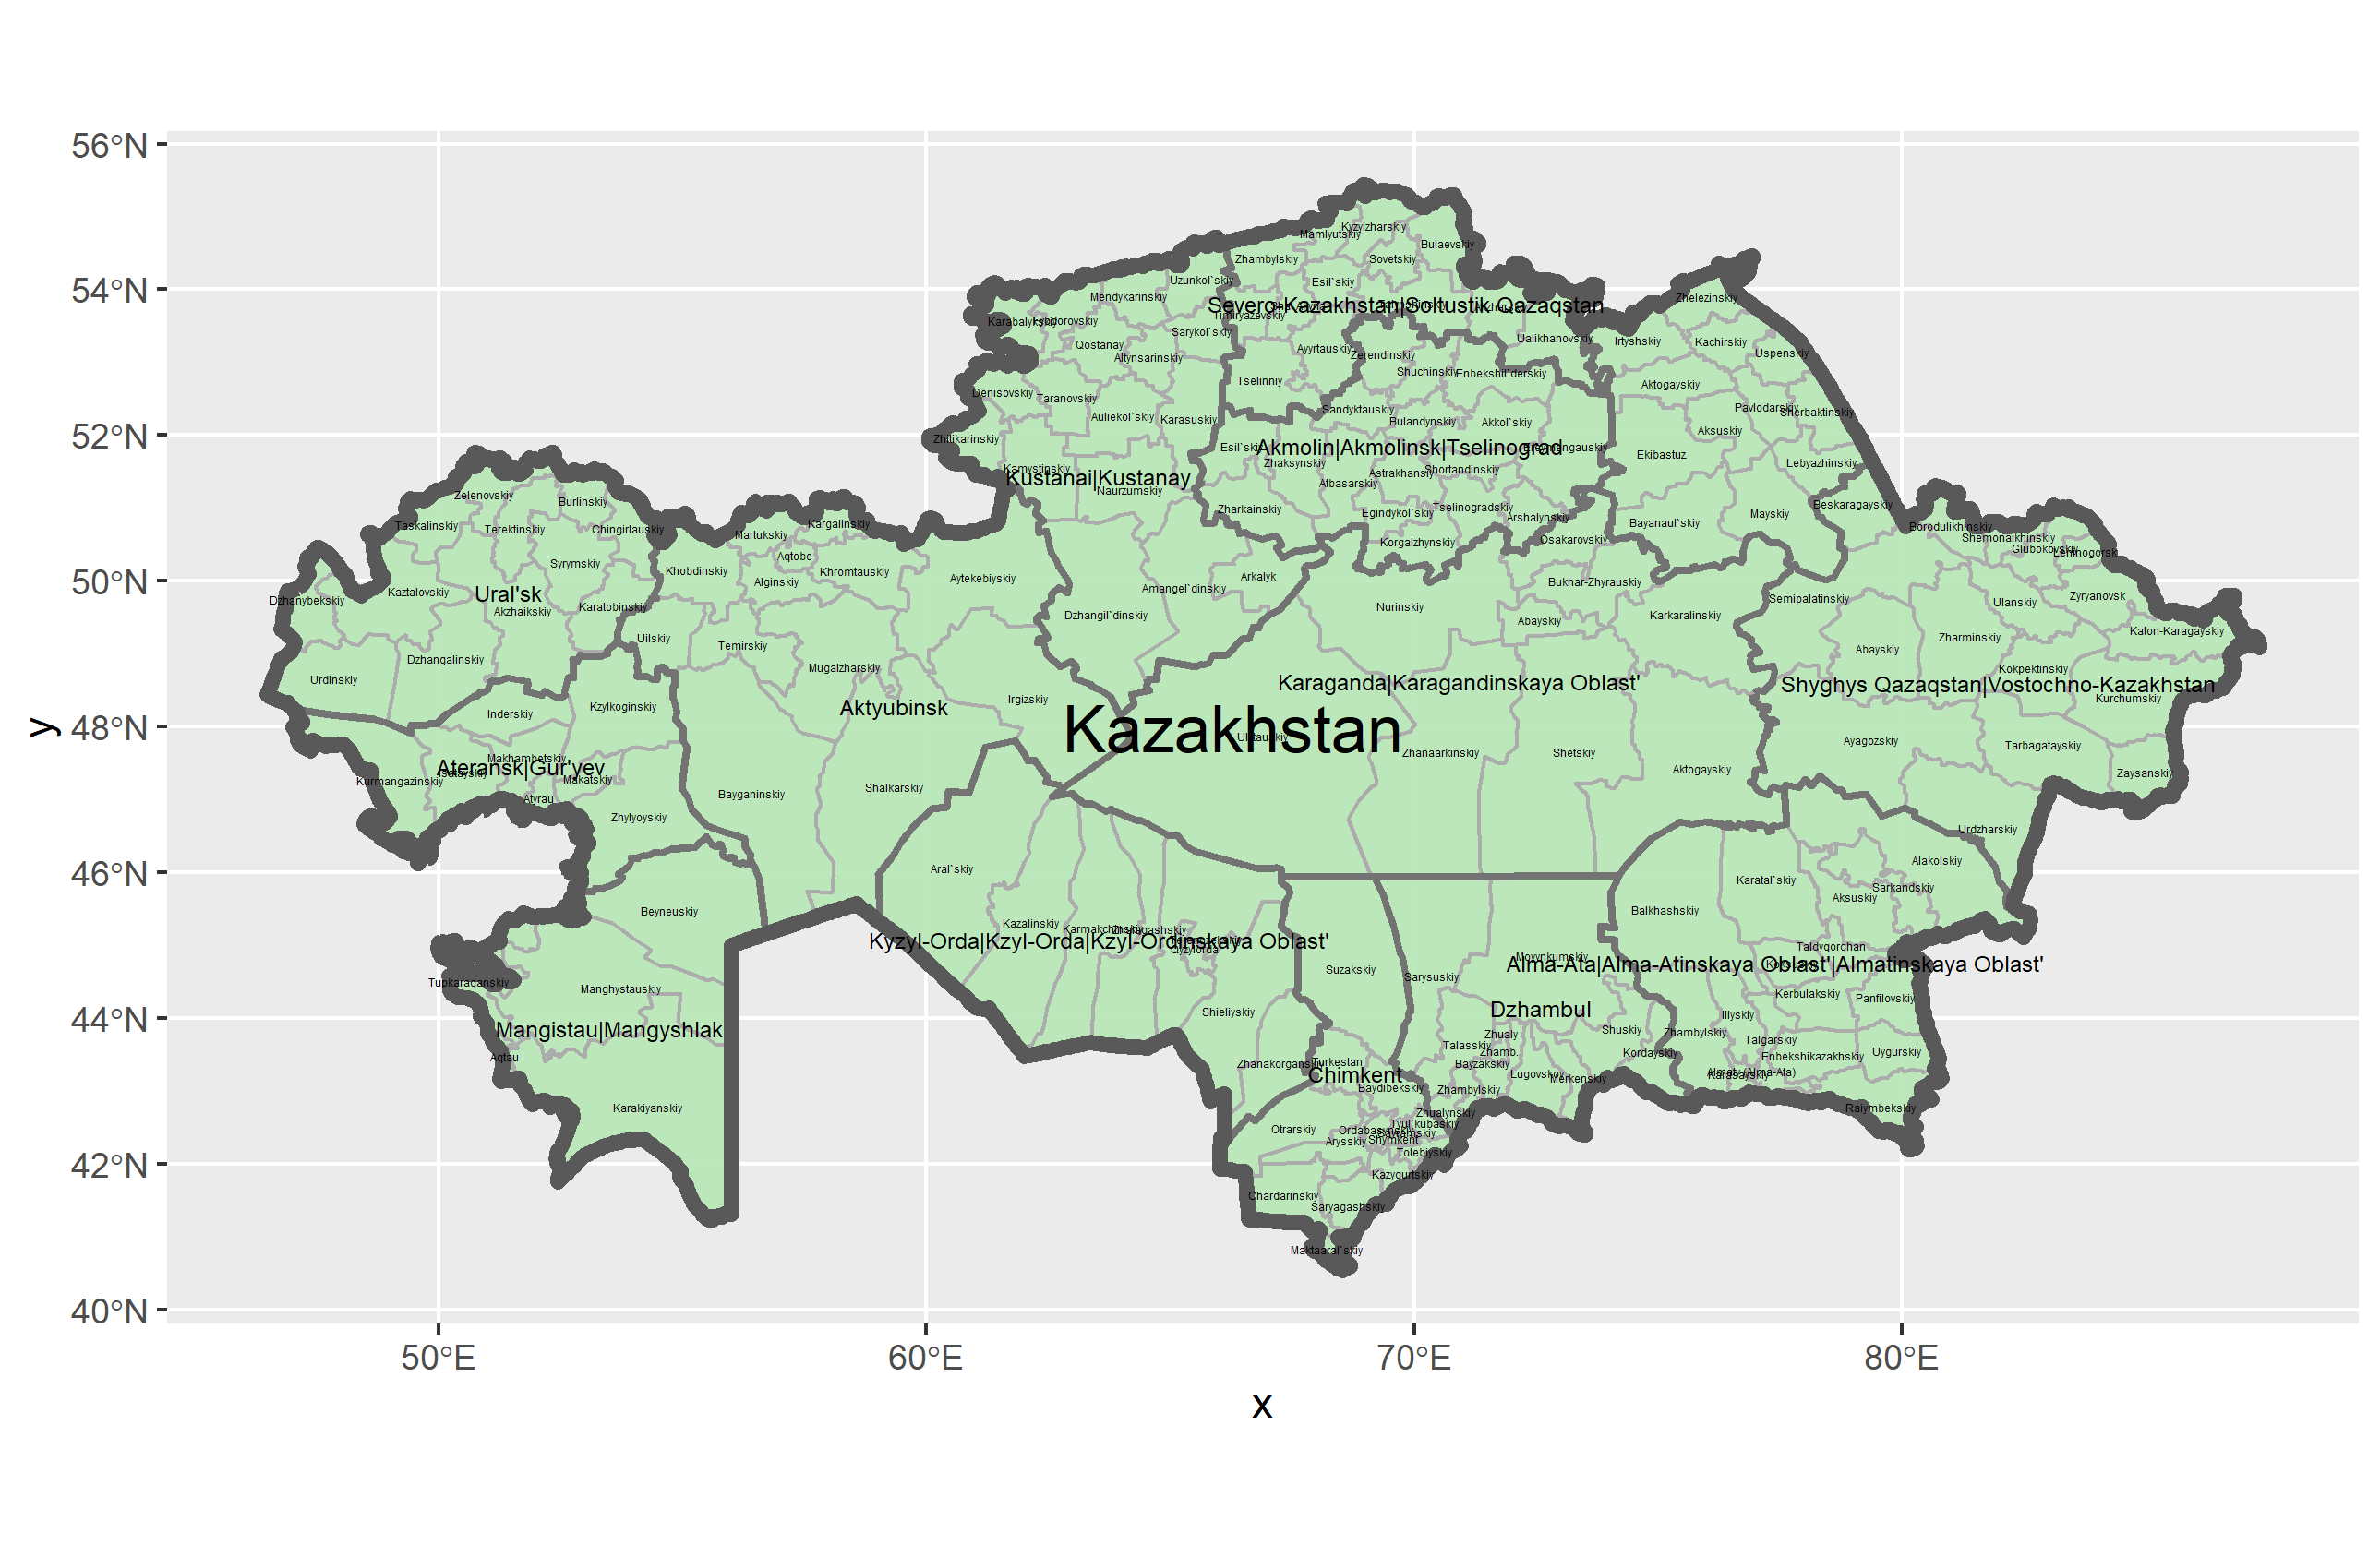 56°N
54°N
52°N
50°N
48°N
46°N
44°N
42°N
40°N
y
50°E
60°E
70°E
80°E
x
Kazakhstan
Severo-Kazakhstan|Soltustik Qazaqstan
Akmolin|Akmolinsk|Tselinograd
Kustanai|Kustanay
Ural'sk
Aktyubinsk
Ateransk|Gur'yev
Karaganda|Karagandinskaya Oblast'
Shyghys Qazaqstan|Vostochno-Kazakhstan
Kyzyl-Orda|Kzyl-Orda|Kzyl-Ordinskaya Oblast'
Alma-Ata|Alma-Atinskaya Oblast'|Almatinskaya Oblast'
Dzhambul
Mangistau|Mangyshlak
Chimkent
Kyzylzharskiy
Mamlyutskiy
Bulaevskiy
Zhambylskiy
Sovetskiy
Esil`skiy
Uzunkol`skiy
Mendykarinskiy
Zhelezinskiy
Timiryazevskiy
Karabalykskiy
Fyodorovskiy
Sarykol`skiy
Ualikhanovskiy
Irtyshskiy
Kachirskiy
Qostanay
Altynsarinskiy
Ayyrtauskiy
Zerendinskiy
Uspenskiy
Tselinniy
Shuchinskiy
Enbekshil`derskiy
Aktogayskiy
Denisovskiy
Taranovskiy
Auliekol`skiy
Karasuskiy
Sandyktauskiy
Bulandynskiy
Akkol`skiy
Pavlodarskiy
Sherbaktinskiy
Aksuskiy
Zhitikarinskiy
Esil`skiy
Ekibastuz
Lebyazhinskiy
Kamystinskiy
Naurzumskiy
Zhaksynskiy
Atbasarskiy
Astrakhanskiy
Shortandinskiy
Zelenovskiy
Burlinskiy
Taskalinskiy
Terektinskiy
Chingirlauskiy
Martukskiy
Kargalinskiy
Zharkainskiy
Egindykol`skiy
Tselinogradskiy
Arshalynskiy
Bayanaul`skiy
Mayskiy
Beskaragayskiy
Borodulikhinskiy
Shemonaikhinskiy
Glubokovskiy
Leninogorsk
Korgalzhynskiy
Osakarovskiy
Syrymskiy
Khobdinskiy
Aqtobe
Alginskiy
Khromtauskiy
Aytekebiyskiy
Amangel`dinskiy
Arkalyk
Bukhar-Zhyrauskiy
Dzhanybekskiy
Kaztalovskiy
Akzhaikskiy
Karatobinskiy
Dzhangil`dinskiy
Nurinskiy
Abayskiy
Karkaralinskiy
Semipalatinskiy
Ulanskiy
Zyryanovsk
Uilskiy
Temirskiy
Mugalzharskiy
Zharminskiy
Katon-Karagayskiy
Abayskiy
Dzhangalinskiy
Urdinskiy
Kokpektinskiy
Kurchumskiy
Inderskiy
Kzylkoginskiy
Irgizskiy
Ulytauskiy
Zhanaarkinskiy
Shetskiy
Aktogayskiy
Ayagozskiy
Tarbagatayskiy
Zaysanskiy
Kurmangazinskiy
Isatayskiy
Makhambetskiy
Makatskiy
Atyrau
Zhylyoyskiy
Bayganinskiy
Shalkarskiy
Urdzharskiy
Aral`skiy
Karatal`skiy
Alakolskiy
Sarkandskiy
Aksuskiy
Beyneuskiy
Balkhashskiy
Kazalinskiy
Karmakchinskiy
Zhalagashskiy
Qyzylorda
Taldyqorghan
Moynkumskiy
Suzakskiy
Sarysuskiy
Tupkaraganskiy
Manghystauskiy
Kerbulakskiy
Panfilovskiy
Shieliyskiy
Iliyskiy
Zhambylskiy
Talgarskiy
Enbekshikazakhskiy
Uygurskiy
Shuskiy
Kordayskiy
Zhualy
Talasskiy
Zhamb.
Bayzakskiy
Lugovskoy
Merkenskiy
Zhambylskiy
Aqtau
Zhanakorganskiy
Turkestan
Baydibekskiy
Almaty (Alma-Ata)
Karasayskiy
Raiymbekskiy
Karakiyanskiy
Zhualynskiy
Tyul`kubaskiy
Otrarskiy
Ordabasynskiy
Sayramskiy
Arysskiy
Shymkent
Tolebiyskiy
Kazygurtskiy
Chardarinskiy
Saryagashskiy
Maktaaral`skiy